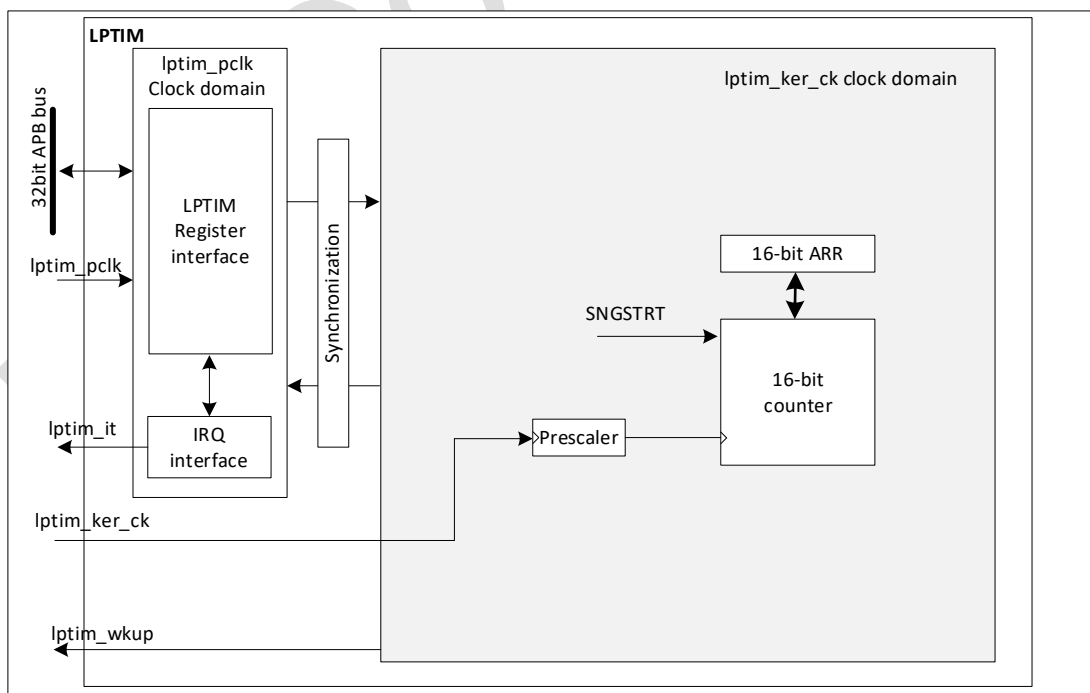 LPTIM
lptim_pclk
Clock domain
lptim_ker_ck clock domain
32bit APB bus
LPTIM
Register
interface
Synchronization
16-bit ARR
lptim_pclk
SNGSTRT
16-bit
counter
lptim_it
IRQ
interface
Prescaler
lptim_ker_ck
lptim_wkup